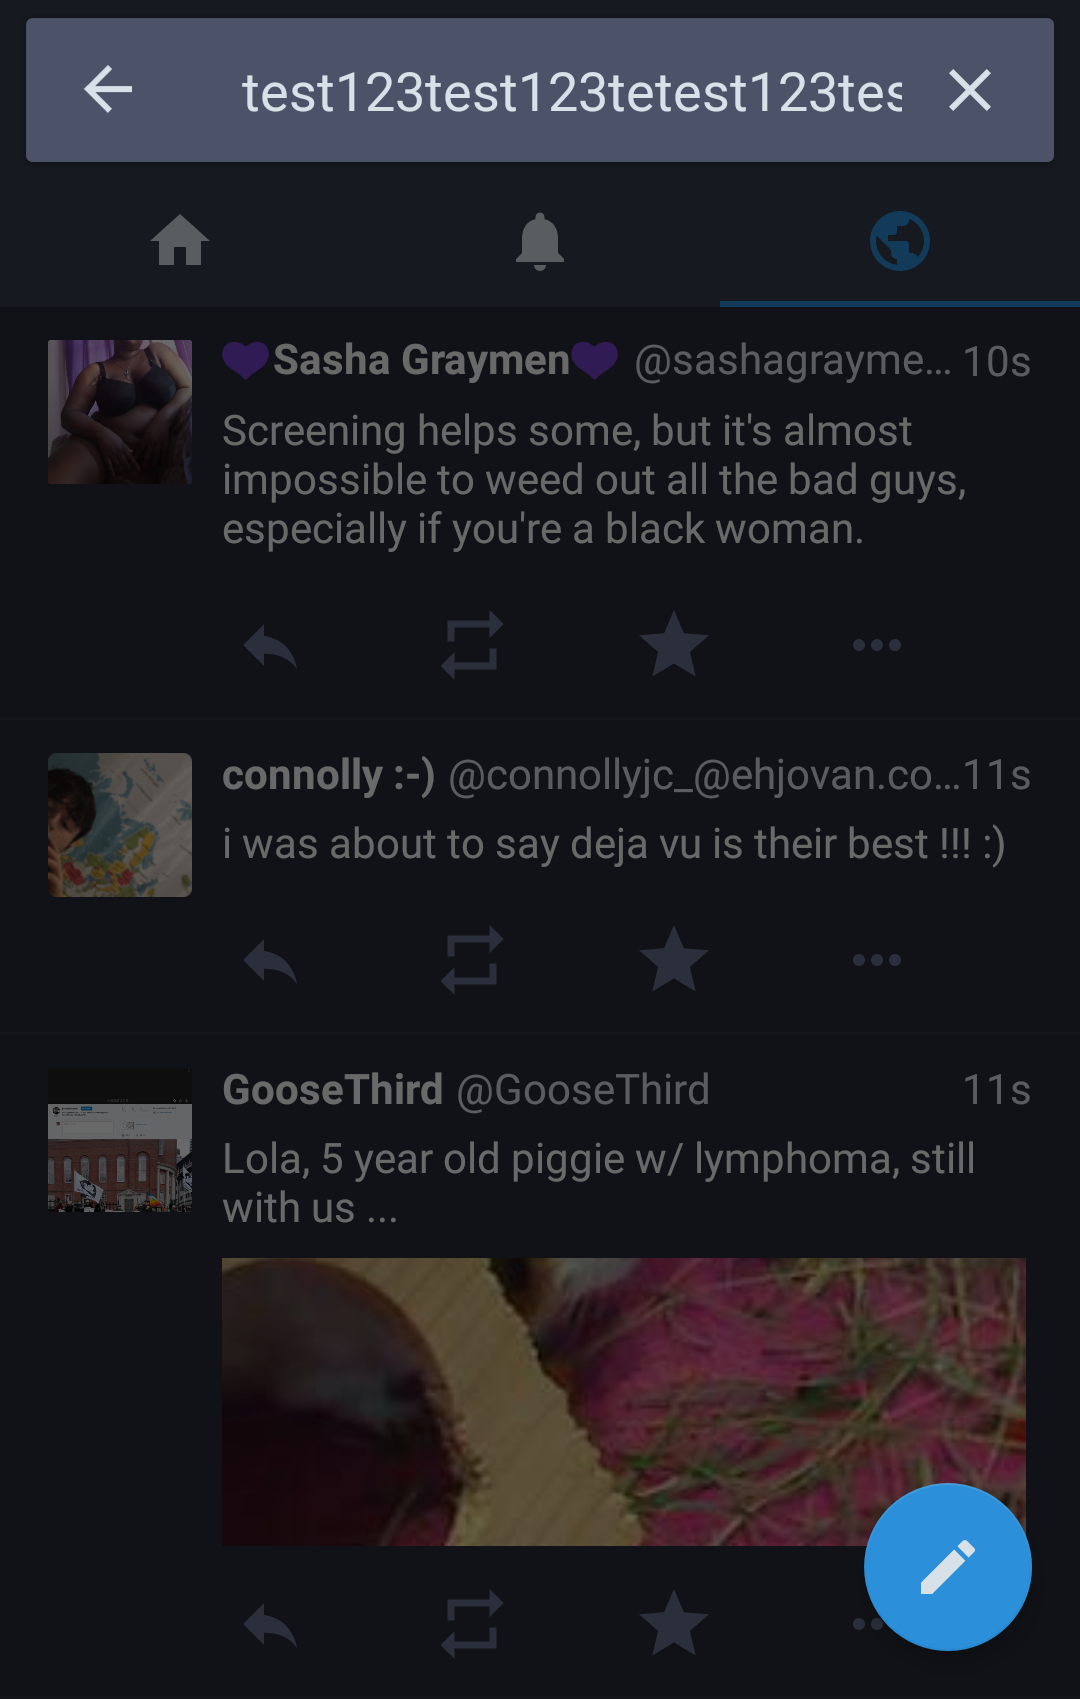 test123test123tetest123tes
💜Sasha Graymen💜 @sashagrayme... 10s
Screening helps some, but it's almost
impossible to weed out all the bad guys,
especially if you're a black woman.
connolly :-) @connollyjc_@ehjovan.co...11s
i was about to say deja vu is their best !!! :)
GooseThird @GooseThird 11s
Lola, 5 year old piggie w/ lymphoma, still
with us ...